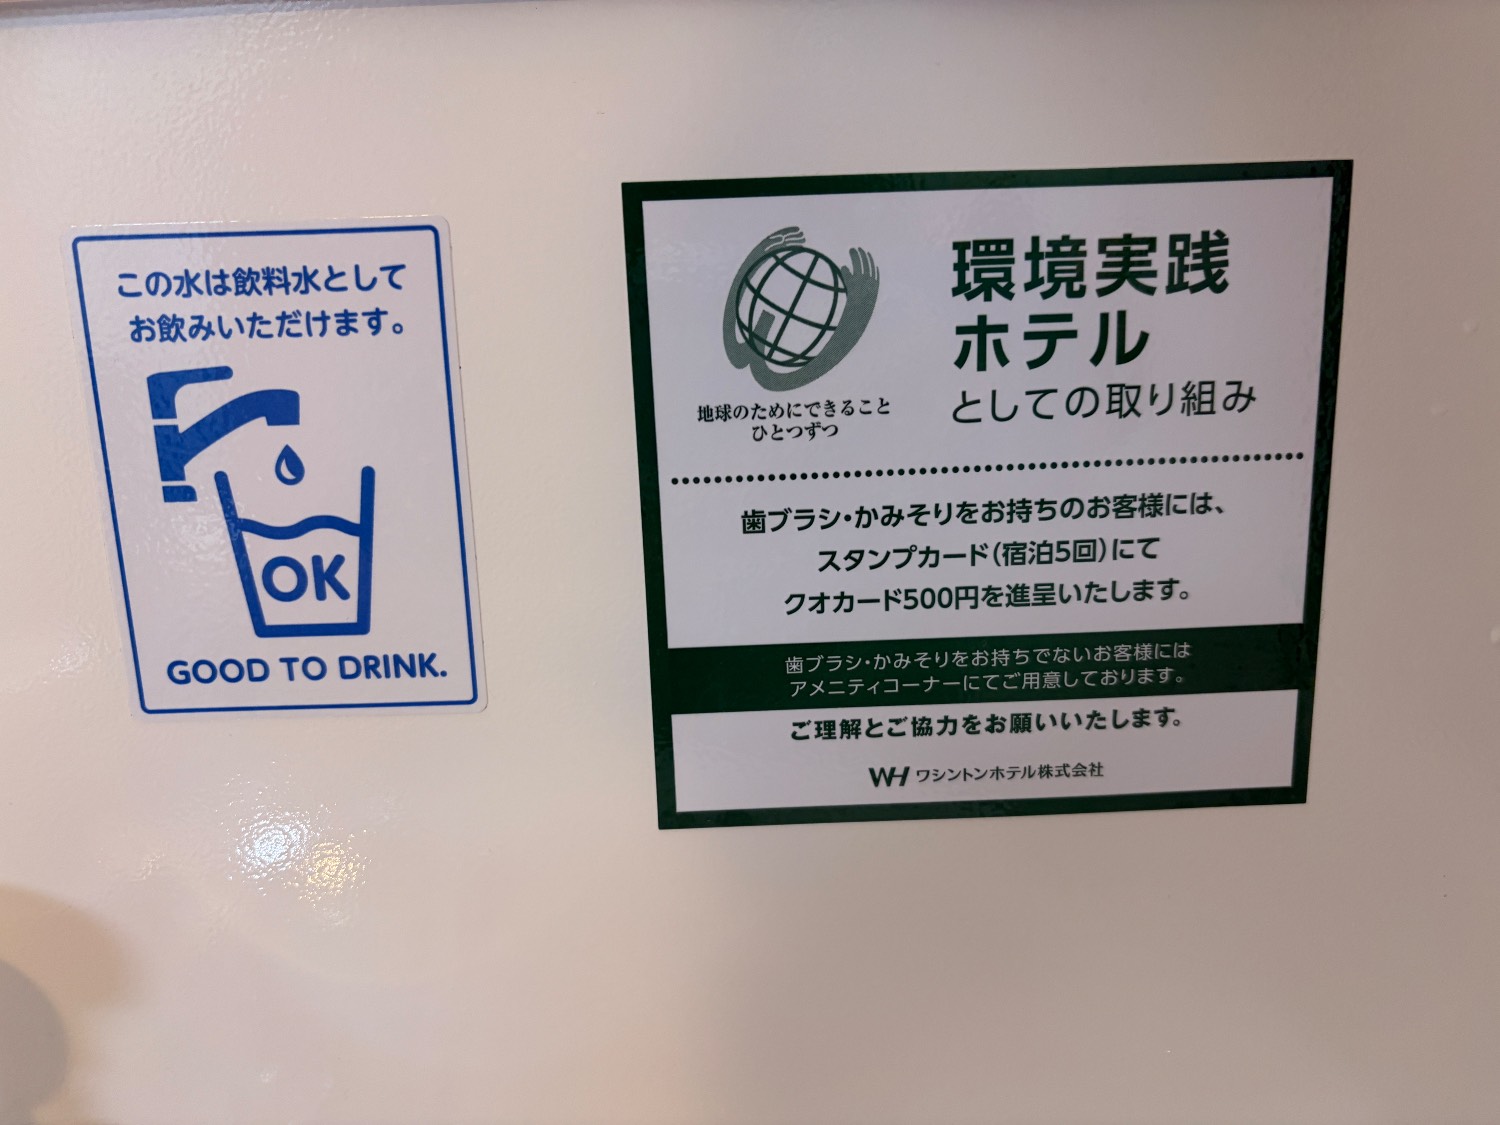 この水は飲料水として
お飲みいただけます。
OK
GOOD TO DRINK.
地球のためにできること
ひとつずつ
環境実践
ホテル
としての取り組み
歯ブラシ・かみそりをお持ちのお客様には、
スタンプカード(宿泊5回)にて
クオカード500円を進呈いたします。
歯ブラシ・かみそりをお持ちでないお客様には
アメニティコーナーにてご用意しております。
ご理解とご協力をお願いいたします。
WH ワシントンホテル株式会社